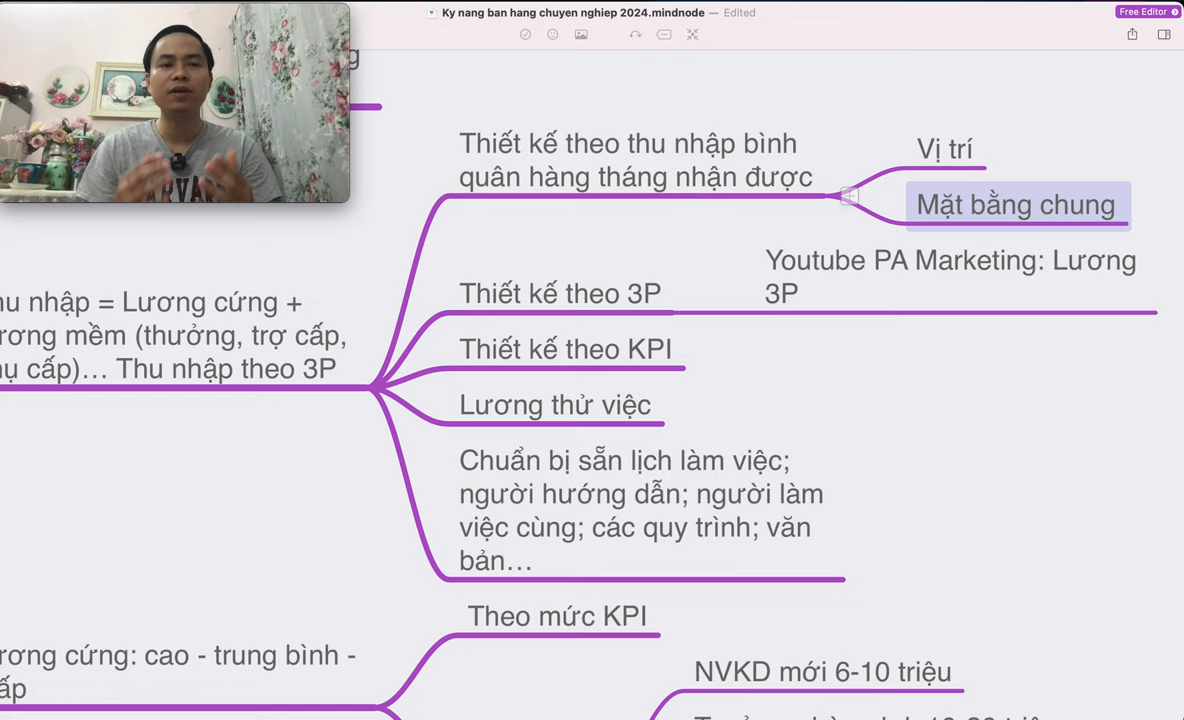 Ky nang ban hang chuyen nghiep 2024.mindnode — Edited
Free Editor
Thiết kế theo thu nhập bình
quân hàng tháng nhận được
Vị trí
Mặt bằng chung
Youtube PA Marketing: Lương
3P
Thiết kế theo 3P
nu nhập = Lương cứng +
ương mềm (thưởng, trợ cấp,
ụ cấp)… Thu nhập theo 3P
Thiết kế theo KPI
Lương thử việc
Chuẩn bị sẵn lịch làm việc;
người hướng dẫn; người làm
việc cùng; các quy trình; văn
bản…
Theo mức KPI
ương cứng: cao - trung bình -
ấp
NVKD mới 6-10 triệu